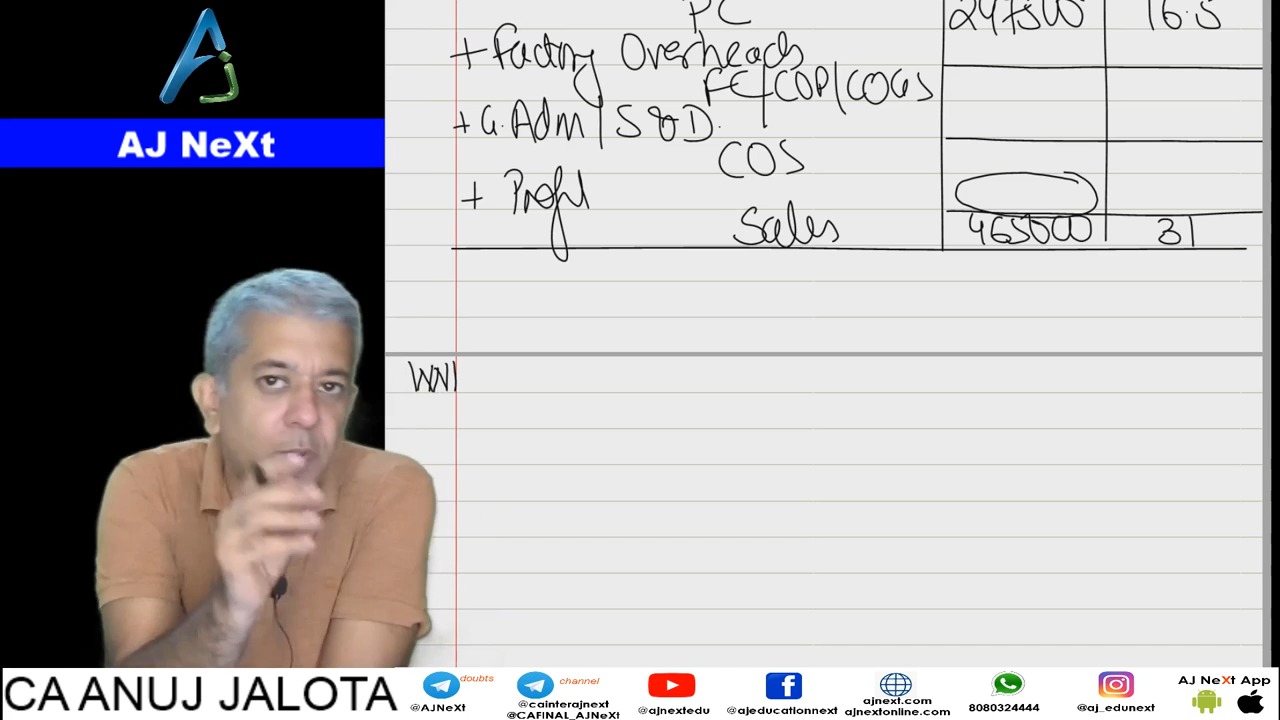 PC 247500 16.5
+ Factory Overheads
FC/COP/COGS
+ G. Adm / S & D.
COS
+ Profit
Sales 465000 31
AJ NeXt
WN1
CA ANUJ JALOTA
doubts
@AJNeXt
channel
@cainterajnext
@CAFINAL_AJNeXt
@ajnextedu
@ajeducationnext
ajnext.com
ajnextonline.com
8080324444
@aj_edunext
AJ NeXt App